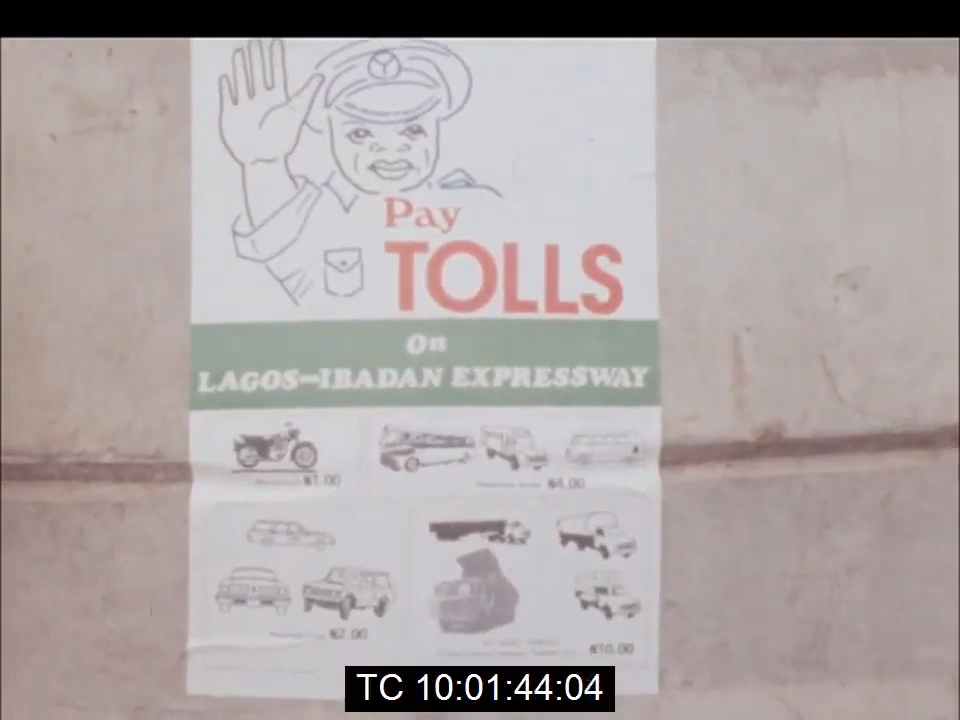 Pay
TOLLS
On
LAGOS-IBADAN EXPRESSWAY
₦1.00
₦4.00
₦2.00
₦10.00
TC 10:01:44:04